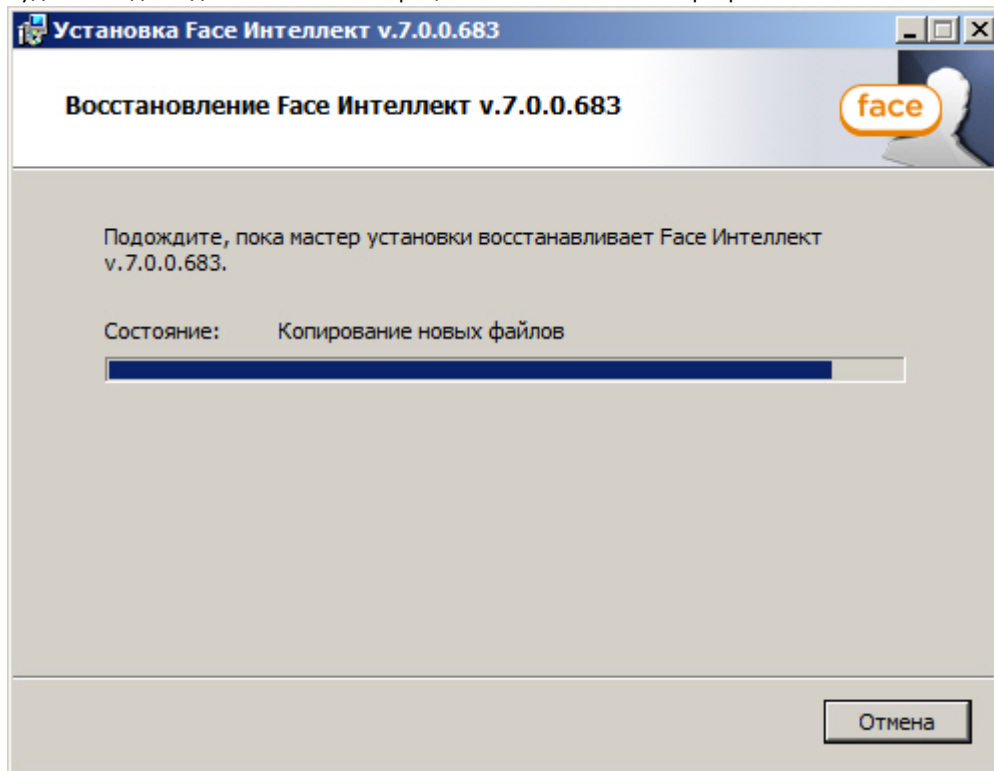 Установка Face Интеллект v.7.0.0.683
Восстановление Face Интеллект v.7.0.0.683
face
Подождите, пока мастер установки восстанавливает Face Интеллект
v.7.0.0.683.
Состояние: Копирование новых файлов
Отмена